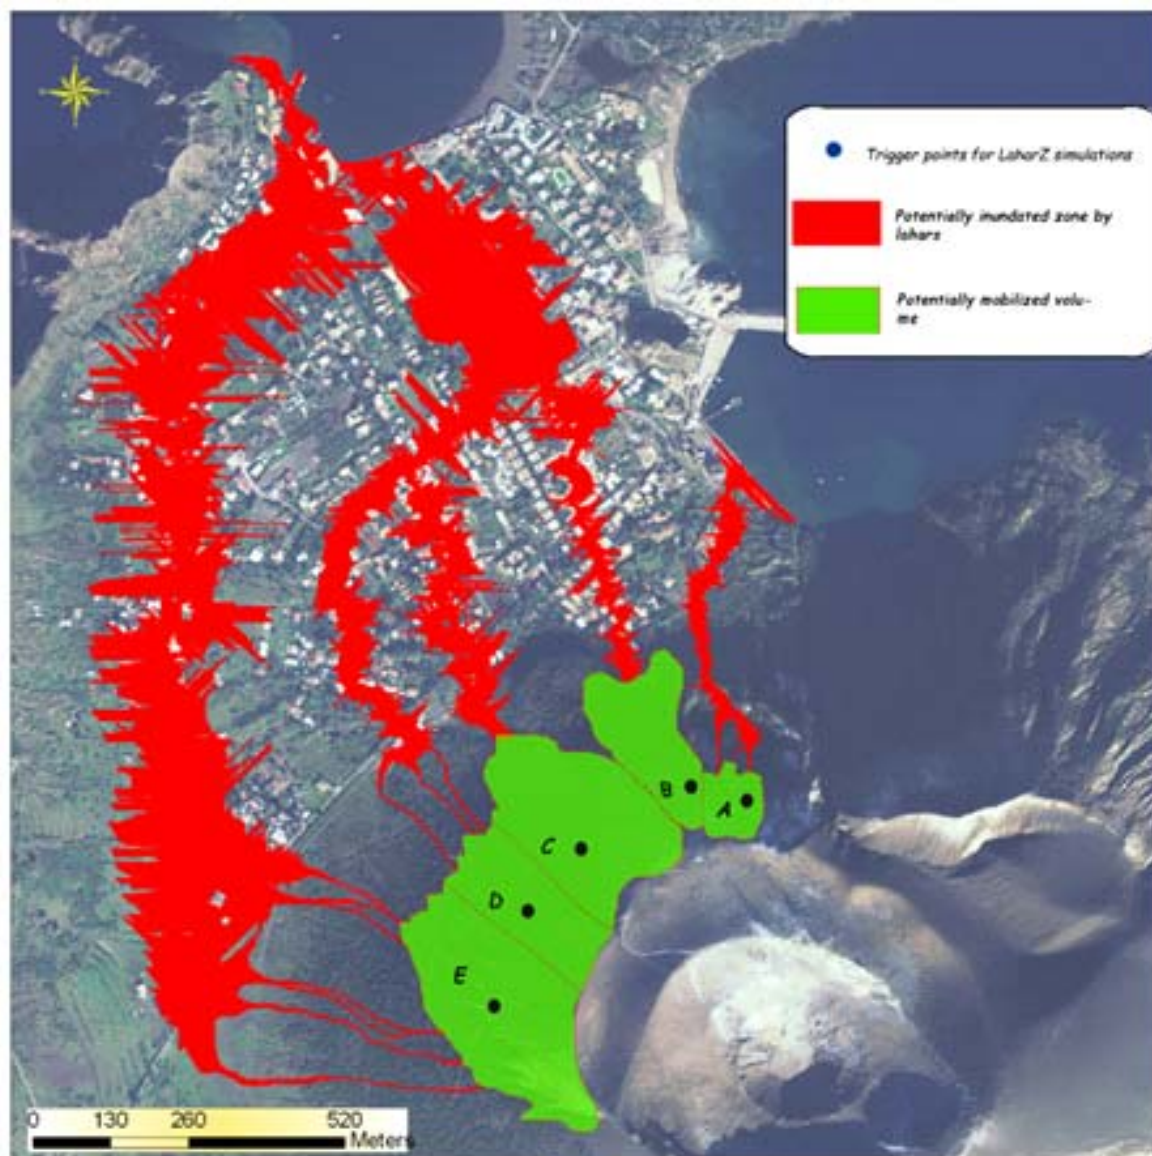 Trigger points for LaharZ simulations
Potentially inundated zone by
lahars
Potentially mobilized volu-
me
B
A
C
D
E
0 130 260 520
Meters